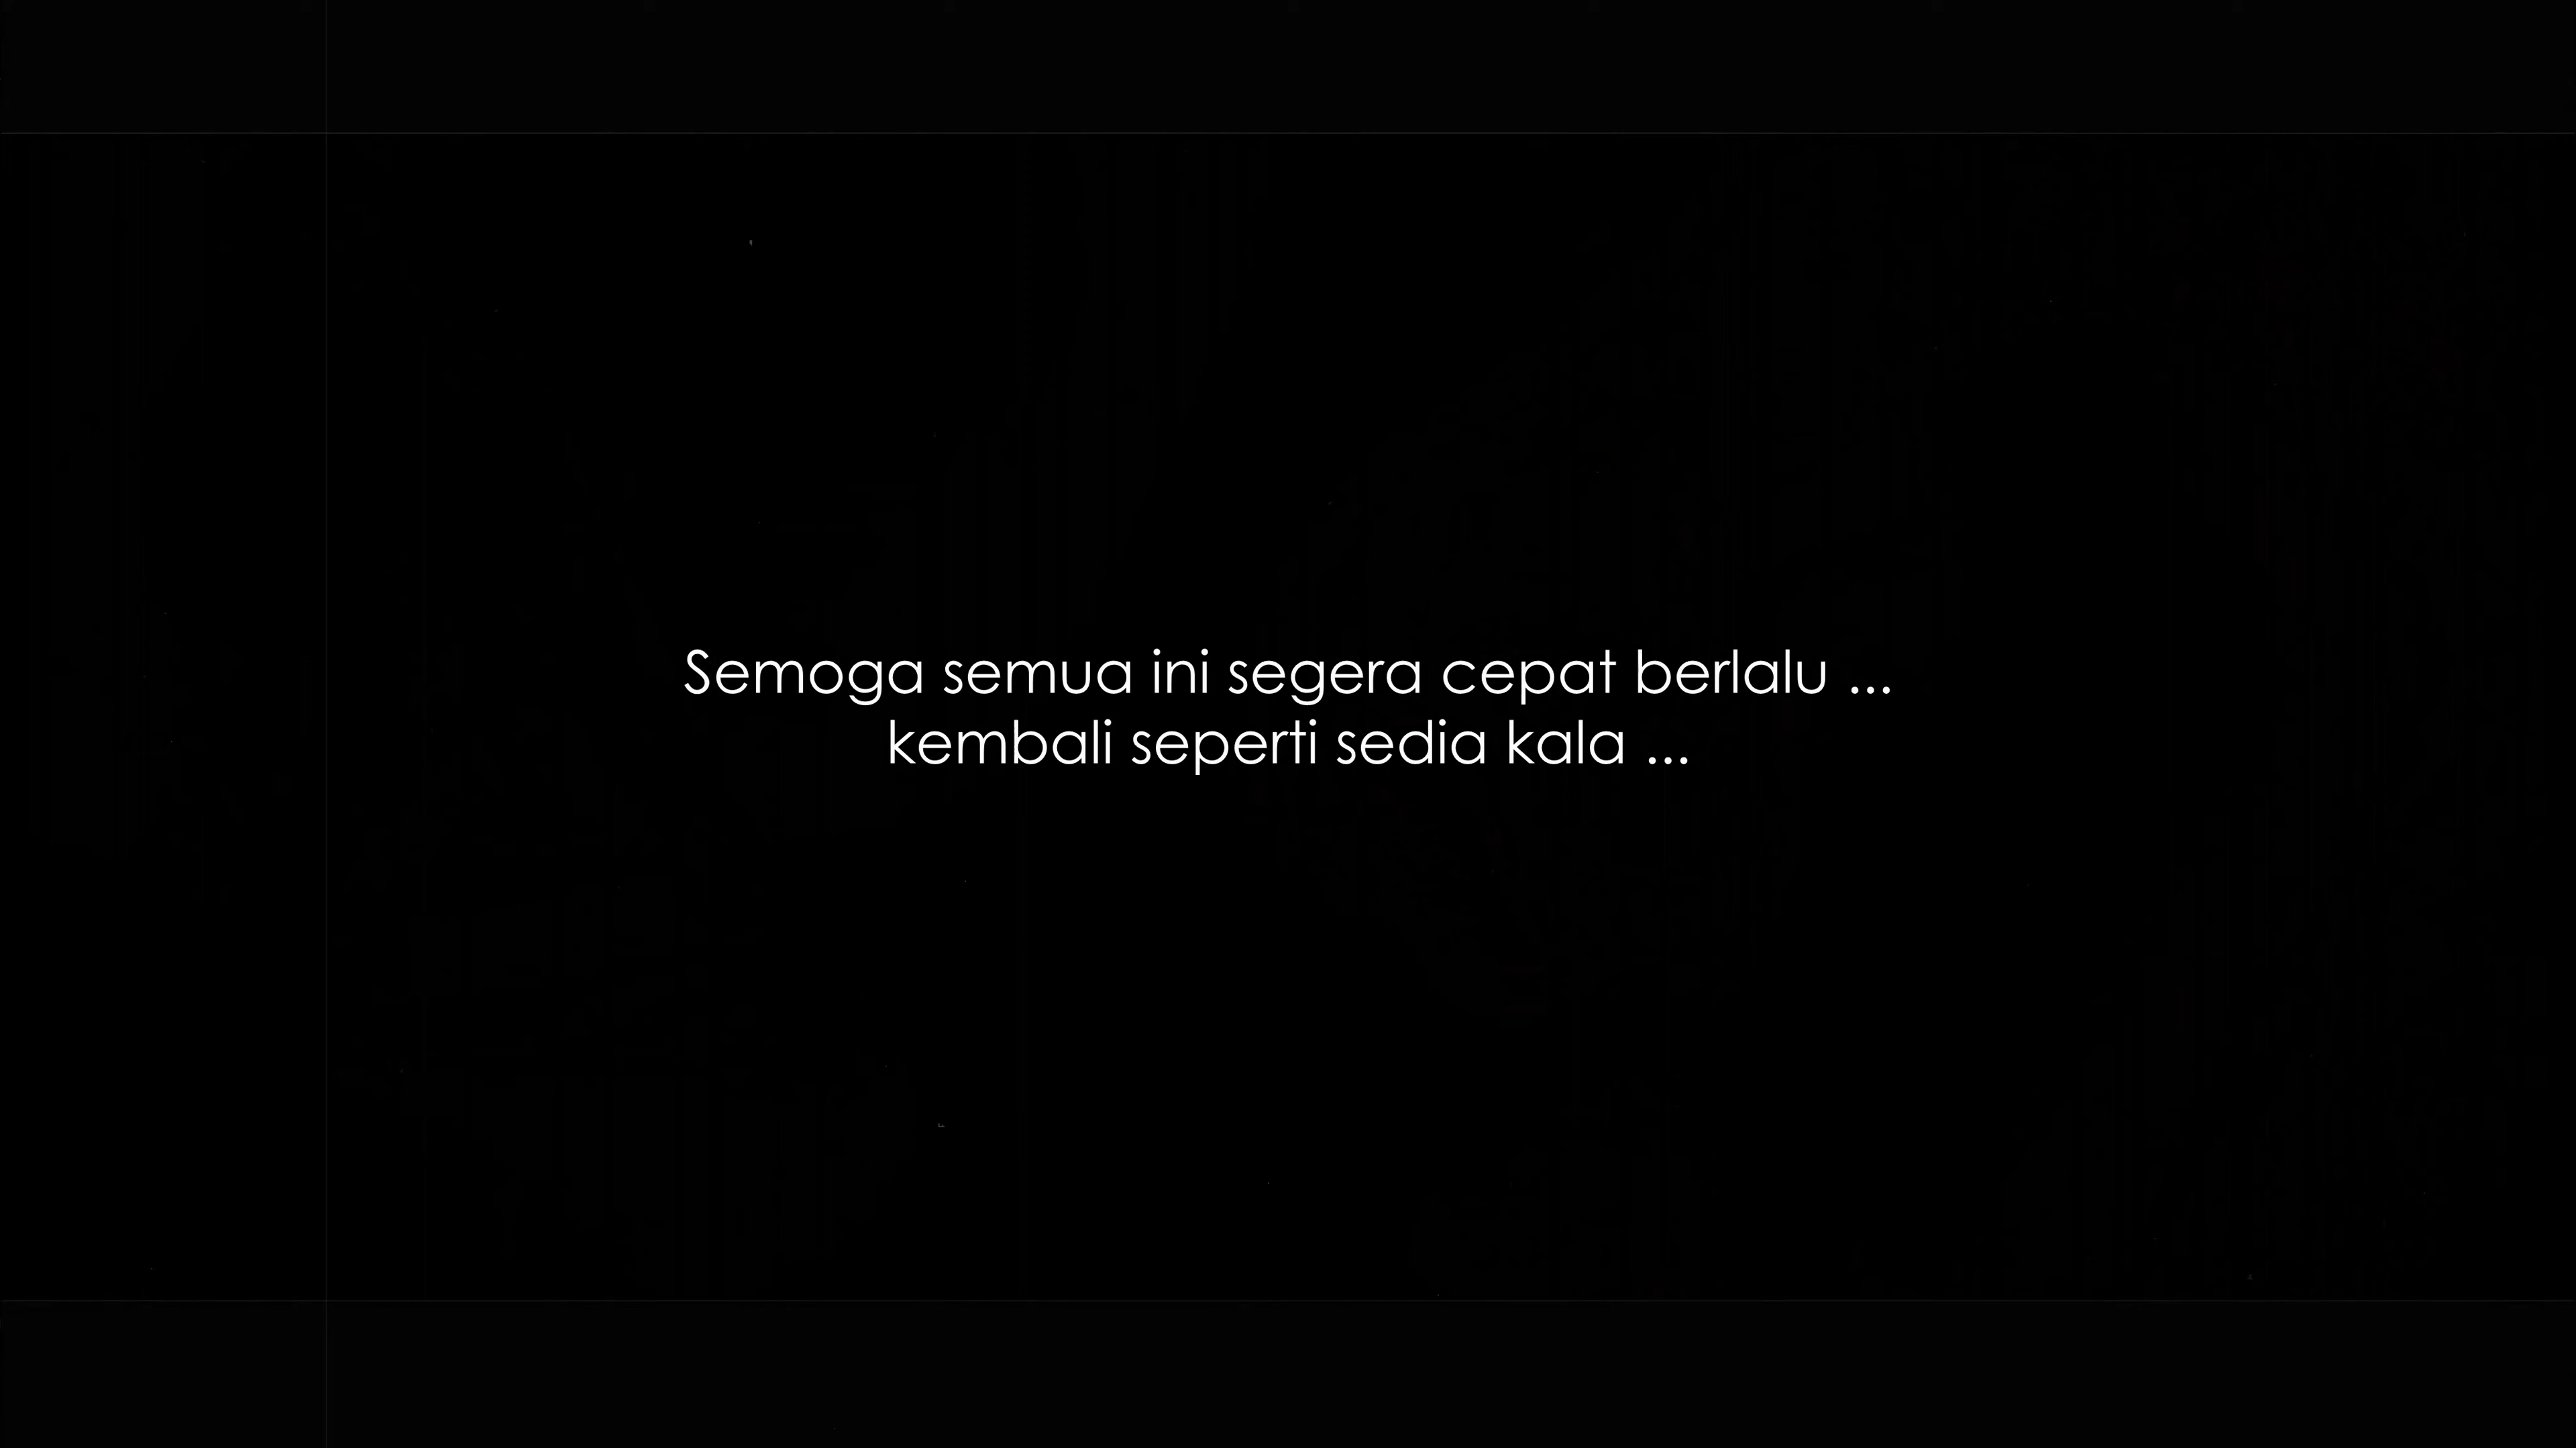 Semoga semua ini segera cepat berlalu ...
kembali seperti sedia kala ...